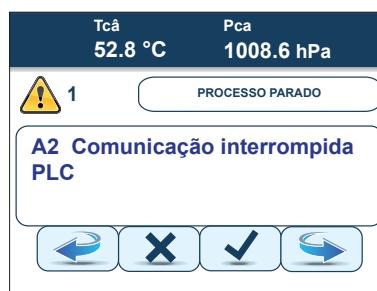 Tcâ Pca
52.8 °C 1008.6 hPa
1 PROCESSO PARADO
A2 Comunicação interrompida
PLC